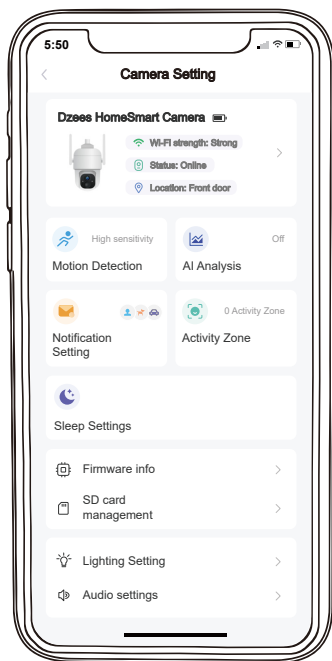 5:50
Camera Setting
Dzees HomeSmart Camera
Wi-Fi strength: Strong
Status: Online
Location: Front door
High sensitivity
Motion Detection
Off
AI Analysis
Notification
Setting
0 Activity Zone
Activity Zone
Sleep Settings
Firmware info
SD card
management
Lighting Setting
Audio settings